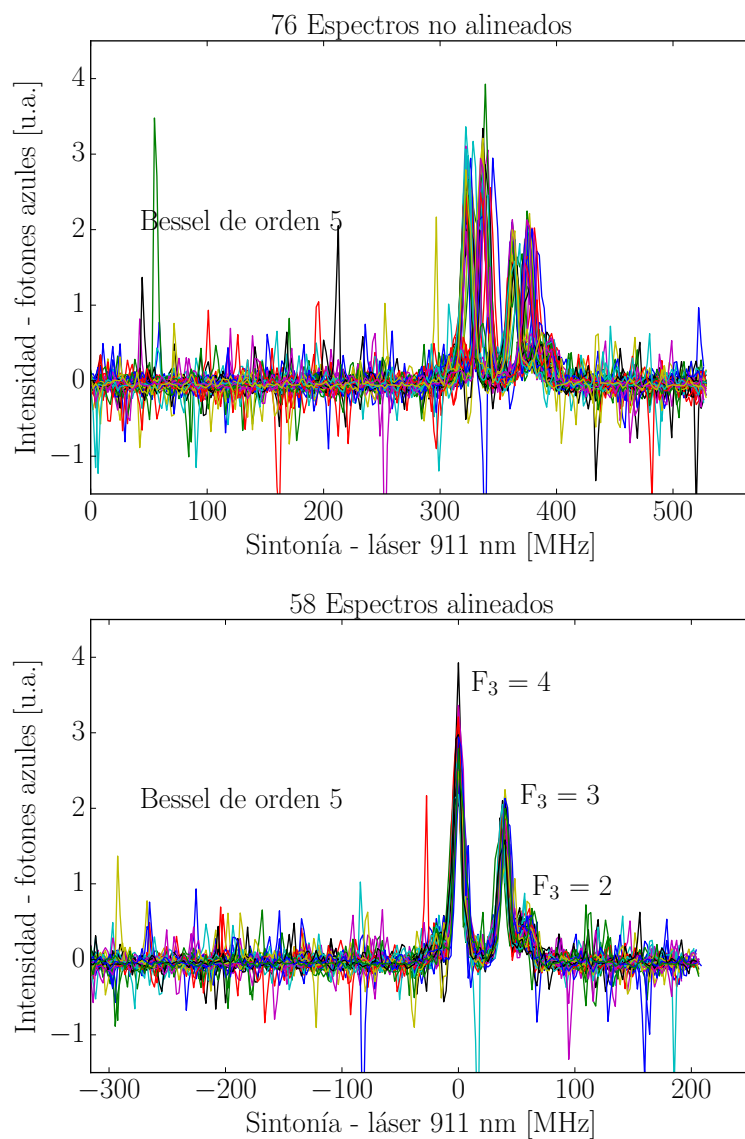 76 Espectros no alineados
Intensidad - fotones azules [u.a.]
4
3
2
1
0
−1
Bessel de orden 5
0 100 200 300 400 500
Sintonía - láser 911 nm [MHz]
58 Espectros alineados
Intensidad - fotones azules [u.a.]
4
3
2
1
0
−1
F₃ = 4
F₃ = 3
Bessel de orden 5
F₃ = 2
−300 −200 −100 0 100 200
Sintonía - láser 911 nm [MHz]